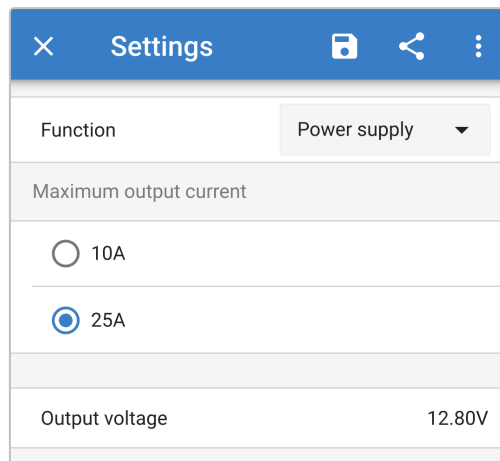 Settings
Function
Power supply
Maximum output current
10A
25A
Output voltage
12.80V